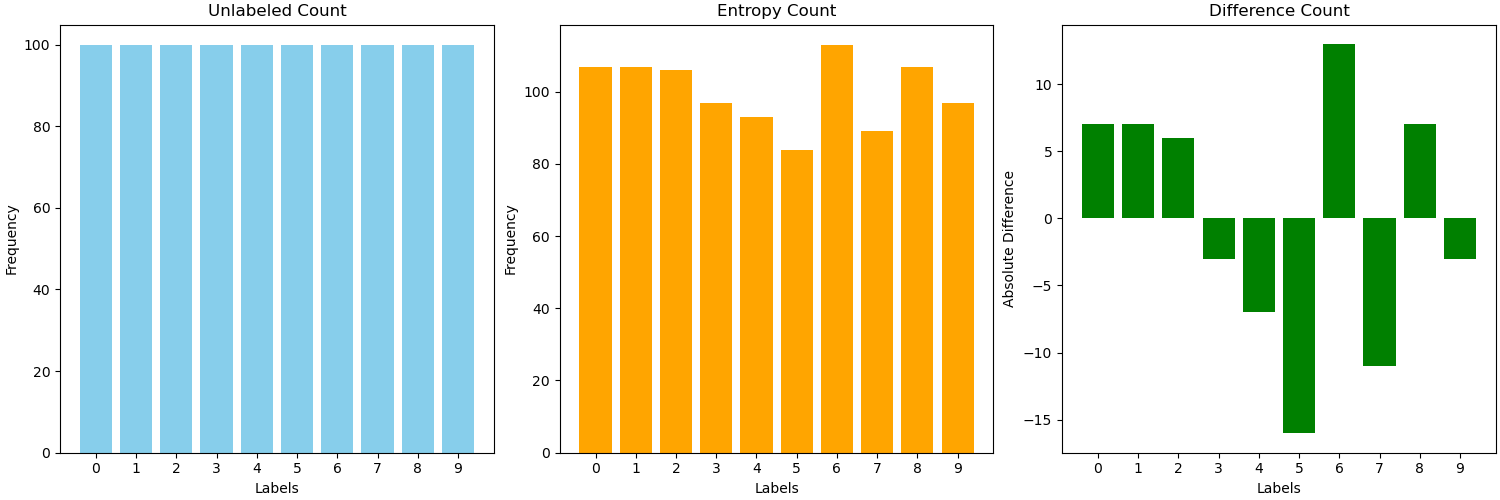 Unlabeled Count
Frequency
100
80
60
40
20
0
0 1 2 3 4 5 6 7 8 9
Labels
Entropy Count
Frequency
100
80
60
40
20
0
0 1 2 3 4 5 6 7 8 9
Labels
Difference Count
Absolute Difference
10
5
0
−5
−10
−15
0 1 2 3 4 5 6 7 8 9
Labels